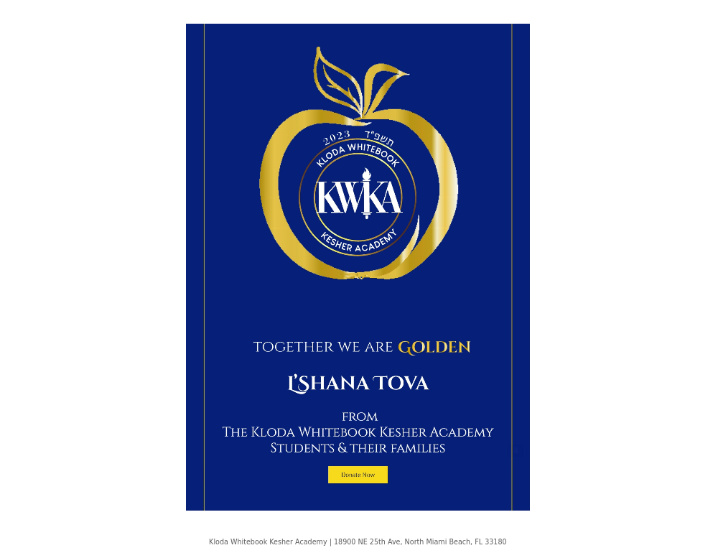 2023 תשפ"ד
KLODA WHITEBOOK
KWKA
KESHER ACADEMY
TOGETHER WE ARE GOLDEN
L'SHANA TOVA
FROM
THE KLODA WHITEBOOK KESHER ACADEMY
STUDENTS & THEIR FAMILIES
Donate Now
Kloda Whitebook Kesher Academy | 18900 NE 25th Ave, North Miami Beach, FL 33180